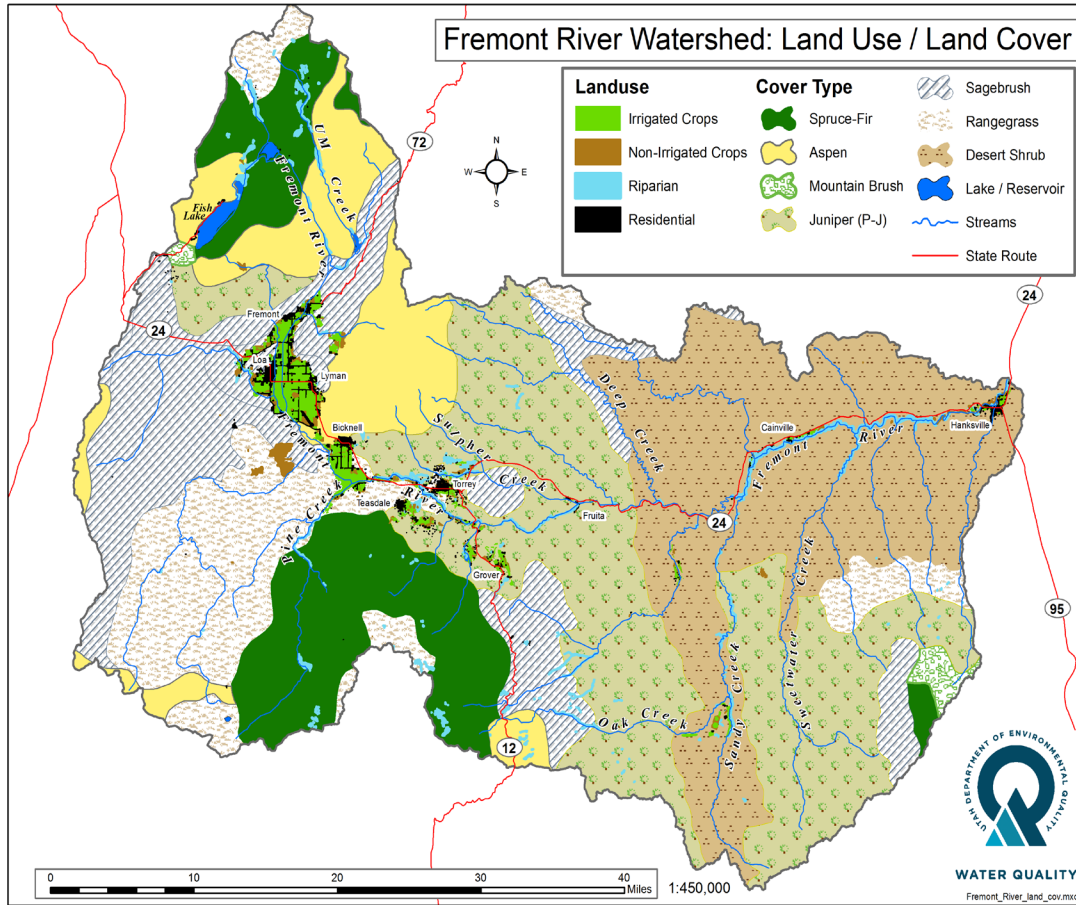 Fremont River Watershed: Land Use / Land Cover
Landuse
Irrigated Crops
Non-Irrigated Crops
Riparian
Residential
Cover Type
Spruce-Fir
Aspen
Mountain Brush
Juniper (P-J)
Sagebrush
Rangegrass
Desert Shrub
Lake / Reservoir
Streams
State Route
N
W E
S
72
UM Creek
Fremont River
Fish
Lake
24
24
Fremont
Loa
Lyman
Bicknell
Fremont
River
Sulpher Creek
Deep Creek
Cainville
Fremont River
Hanksville
Torrey
Teasdale
Pine Creek
Fruita
24
Grover
95
Oak Creek
Sandy Creek
Sweetwater Creek
12
UTAH DEPARTMENT OF ENVIRONMENTAL QUALITY
WATER QUALITY
0 10 20 30 40
Miles
1:450,000
Fremont_River_land_cov.mxd